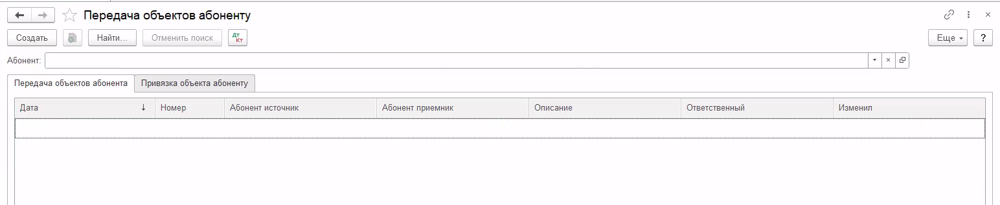 Передача объектов абоненту
Создать Найти... Отменить поиск Дт Кт Еще ?
Абонент:
Передача объектов абонента Привязка объекта абоненту
Дата ↓ Номер Абонент источник Абонент приемник Описание Ответственный Изменил